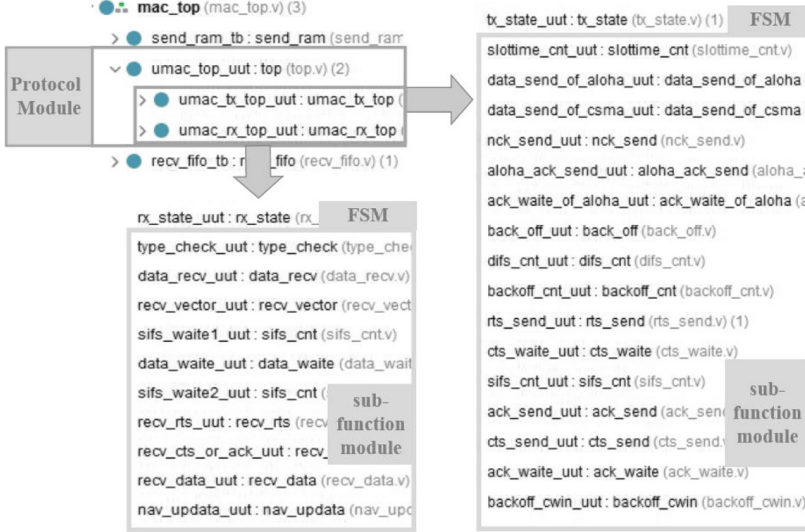 mac_top (mac_top.v) (3)
send_ram_tb : send_ram (send_ram
umac_top_uut : top (top.v) (2)
Protocol
Module
umac_tx_top_uut : umac_tx_top (
umac_rx_top_uut : umac_rx_top (
recv_fifo_tb : r fifo (recv_fifo.v) (1)
rx_state_uut : rx_state (rx_
FSM
type_check_uut : type_check (type_che
data_recv_uut : data_recv (data_recv.v)
recv_vector_uut : recv_vector (recv_vect
sifs_waite1_uut : sifs_cnt (sifs_cnt.v)
data_waite_uut : data_waite (data_wait
sifs_waite2_uut : sifs_cnt (
recv_rts_uut : recv_rts (recv
recv_cts_or_ack_uut : recv_
recv_data_uut : recv_data (recv_data.v)
nav_updata_uut : nav_updata (nav_upd
sub-
function
module
tx_state_uut : tx_state (tx_state.v) (1)
FSM
slottime_cnt_uut : slottime_cnt (slottime_cnt.v)
data_send_of_aloha_uut : data_send_of_aloha
data_send_of_csma_uut : data_send_of_csma
nck_send_uut : nck_send (nck_send.v)
aloha_ack_send_uut : aloha_ack_send (aloha_a
ack_waite_of_aloha_uut : ack_waite_of_aloha (a
back_off_uut : back_off (back_off.v)
difs_cnt_uut : difs_cnt (difs_cnt.v)
backoff_cnt_uut : backoff_cnt (backoff_cnt.v)
rts_send_uut : rts_send (rts_send.v) (1)
cts_waite_uut : cts_waite (cts_waite.v)
sifs_cnt_uut : sifs_cnt (sifs_cnt.v)
ack_send_uut : ack_send (ack_sen
cts_send_uut : cts_send (cts_send.
ack_waite_uut : ack_waite (ack_waite.v)
backoff_cwin_uut : backoff_cwin (backoff_cwin.v)
sub-
function
module